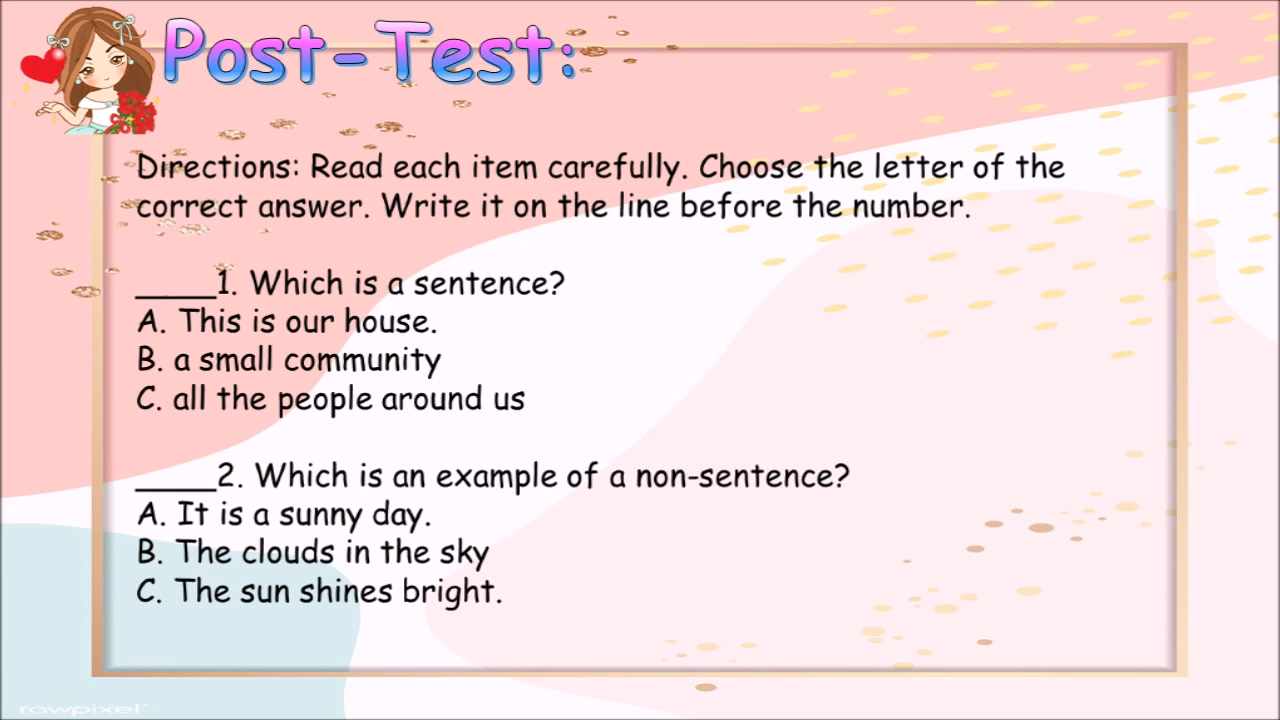 Post-Test:
Directions: Read each item carefully. Choose the letter of the
correct answer. Write it on the line before the number.
____1. Which is a sentence?
A. This is our house.
B. a small community
C. all the people around us
____2. Which is an example of a non-sentence?
A. It is a sunny day.
B. The clouds in the sky
C. The sun shines bright.
rawpixel